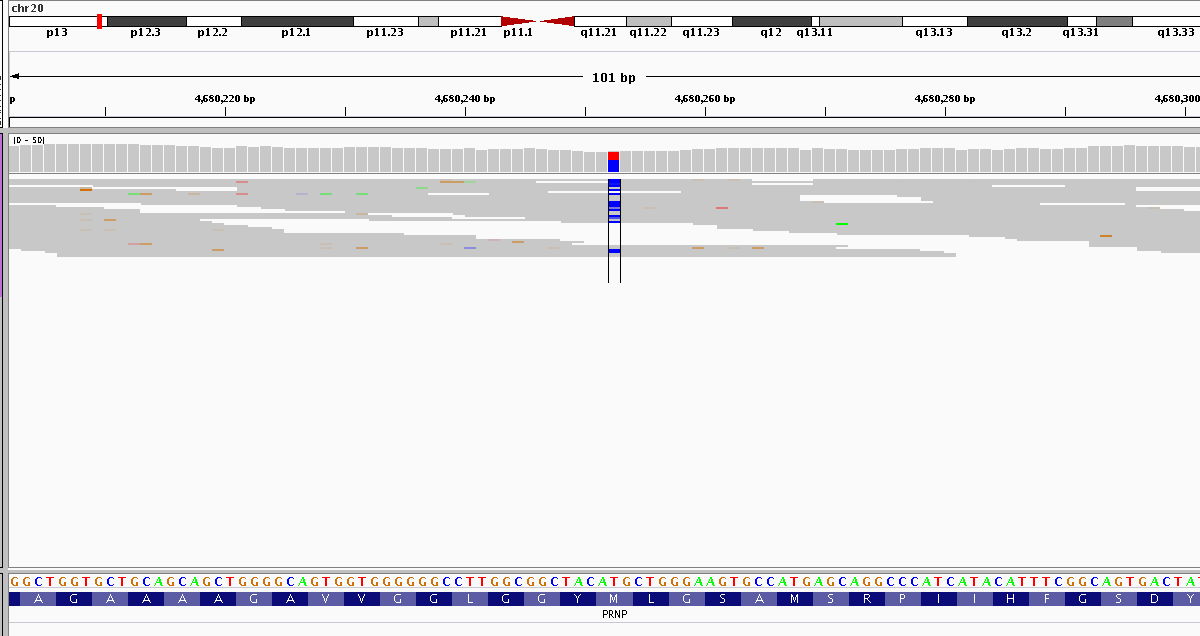 chr20
p13 p12.3 p12.2 p12.1 p11.23 p11.21 p11.1 q11.21 q11.22 q11.23 q12 q13.11 q13.13 q13.2 q13.31 q13.33
101 bp
p 4,680,220 bp 4,680,240 bp 4,680,260 bp 4,680,280 bp 4,680,300
[0 - 50]
GGCTGGTGCTGCAGCAGCTGGGGCAGTGGTGGGGGGCCTTGGCGGCTACATGCTGGGAAGTGCCATGAGCAGGCCCATCATACATTTCGGCAGTGACTA
A G A A A A G A V V G G L G G Y M L G S A M S R P I I H F G S D Y
PRNP